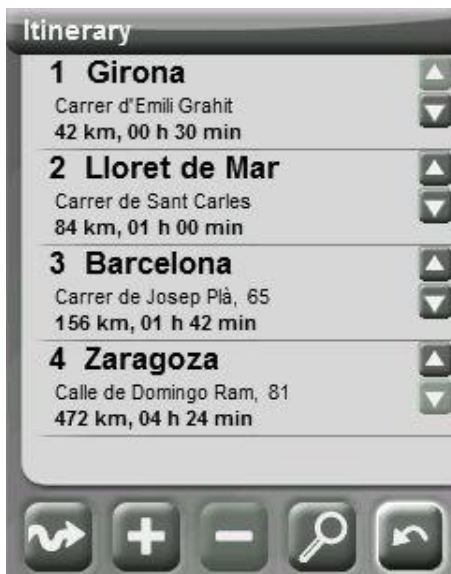 Itinerary
1 Girona
Carrer d'Emili Grahit
42 km, 00 h 30 min
2 Lloret de Mar
Carrer de Sant Carles
84 km, 01 h 00 min
3 Barcelona
Carrer de Josep Plà, 65
156 km, 01 h 42 min
4 Zaragoza
Calle de Domingo Ram, 81
472 km, 04 h 24 min